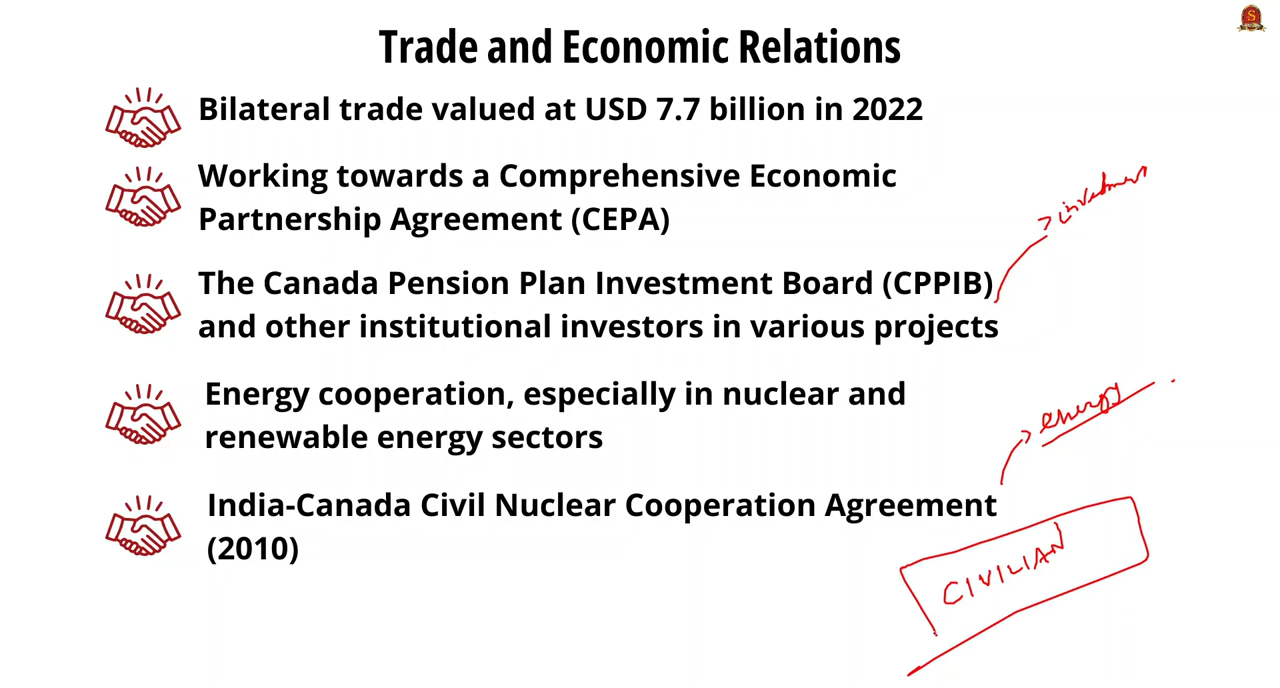 Trade and Economic Relations
Bilateral trade valued at USD 7.7 billion in 2022
Working towards a Comprehensive Economic
Partnership Agreement (CEPA)
investment
The Canada Pension Plan Investment Board (CPPIB)
and other institutional investors in various projects
Energy cooperation, especially in nuclear and
renewable energy sectors
energy
India-Canada Civil Nuclear Cooperation Agreement
(2010)
CIVILIAN